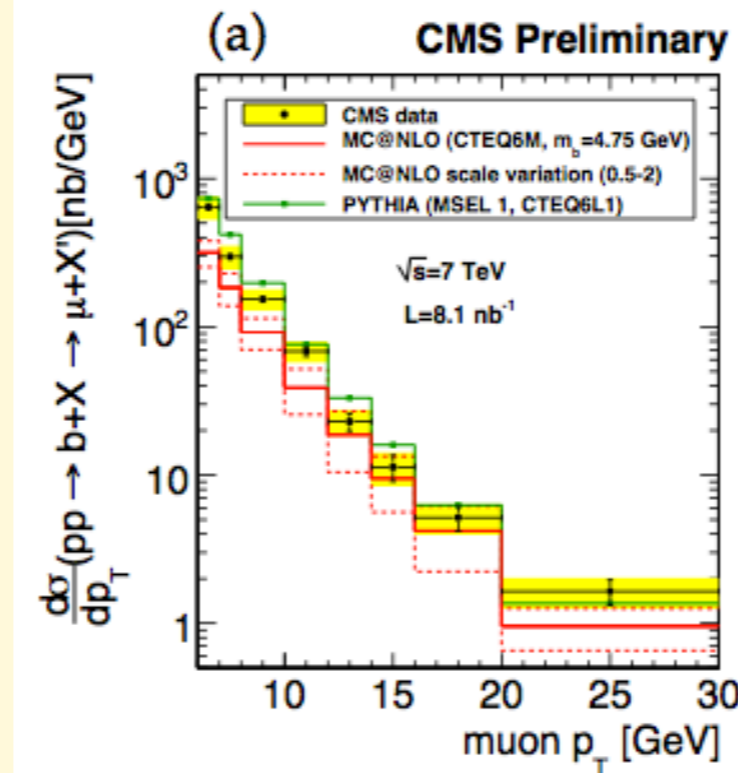 (a) CMS Preliminary
CMS data
MC@NLO (CTEQ6M, m_b=4.75 GeV)
MC@NLO scale variation (0.5-2)
PYTHIA (MSEL 1, CTEQ6L1)
√s=7 TeV
L=8.1 nb⁻¹
dσ/dp_T (pp → b+X → μ+X')[nb/GeV]
10³
10²
10
1
10 15 20 25 30
muon p_T [GeV]